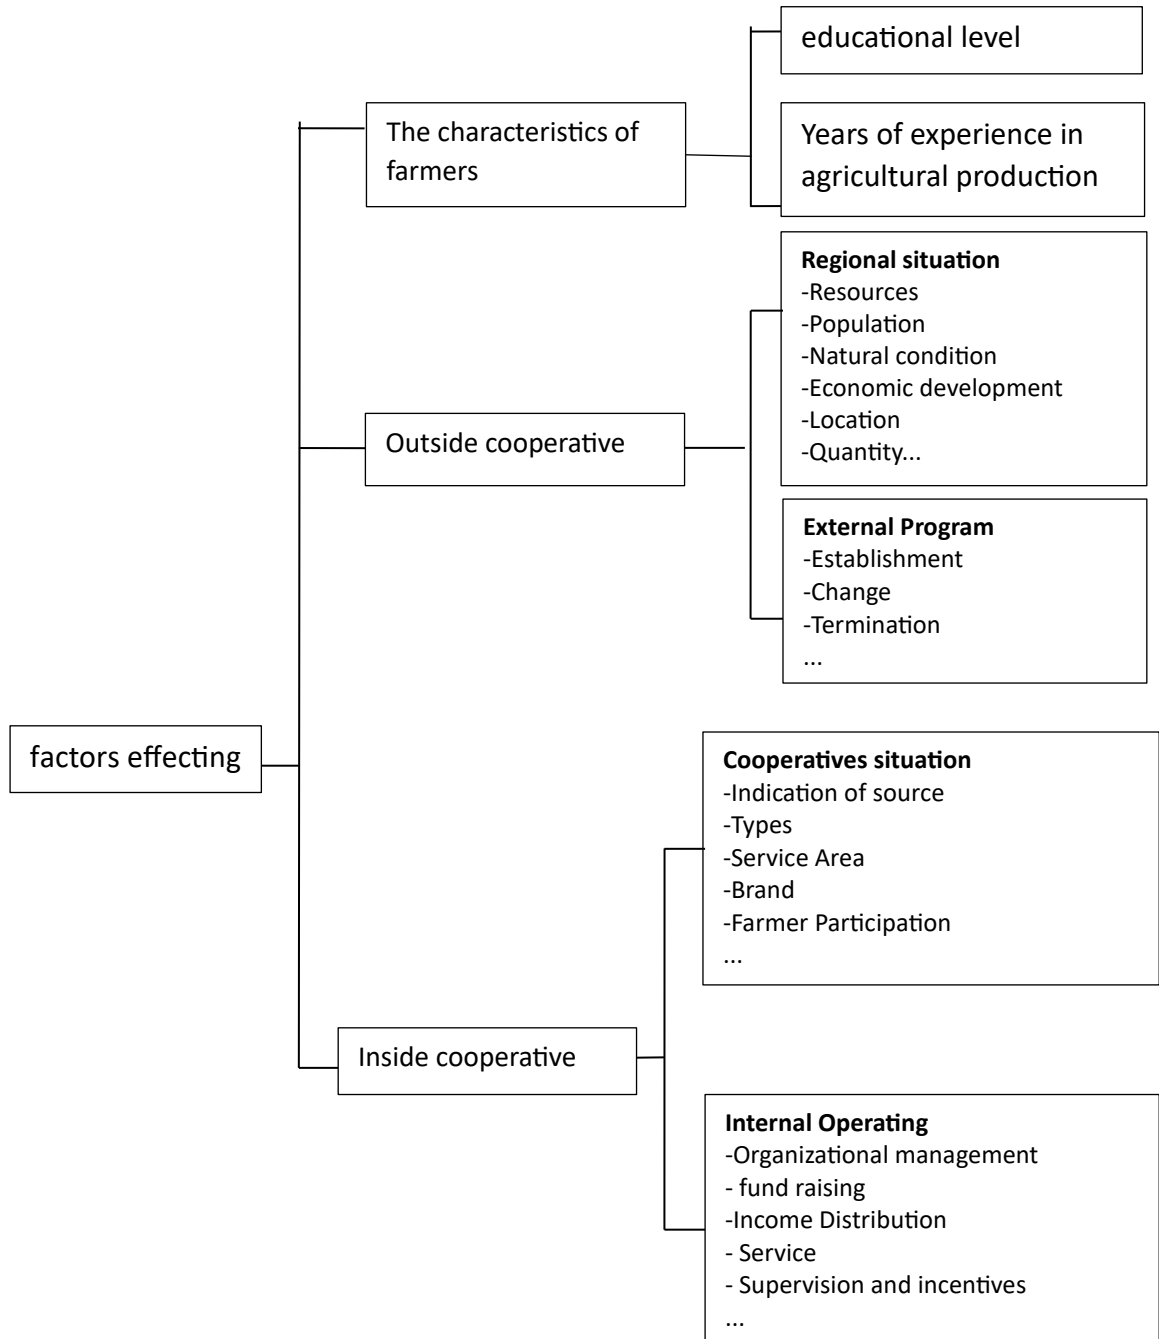 educational level
The characteristics of
farmers
Years of experience in
agricultural production
Regional situation
-Resources
-Population
-Natural condition
-Economic development
-Location
-Quantity...
Outside cooperative
External Program
-Establishment
-Change
-Termination
...
factors effecting
Cooperatives situation
-Indication of source
-Types
-Service Area
-Brand
-Farmer Participation
...
Inside cooperative
Internal Operating
-Organizational management
- fund raising
-Income Distribution
- Service
- Supervision and incentives
...